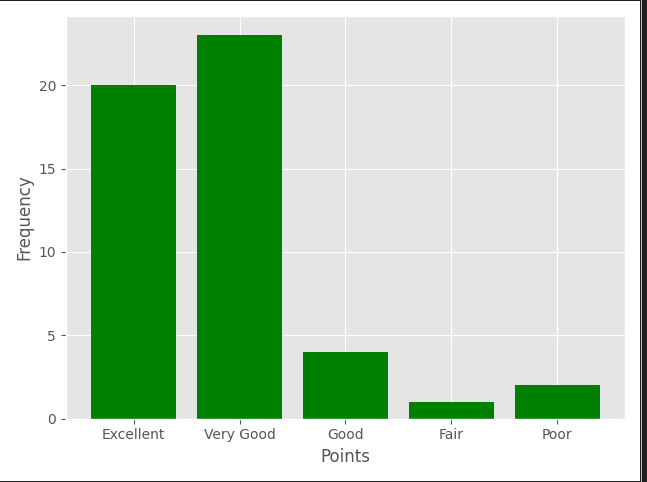 Frequency
20
15
10
5
0
Excellent
Very Good
Good
Fair
Poor
Points